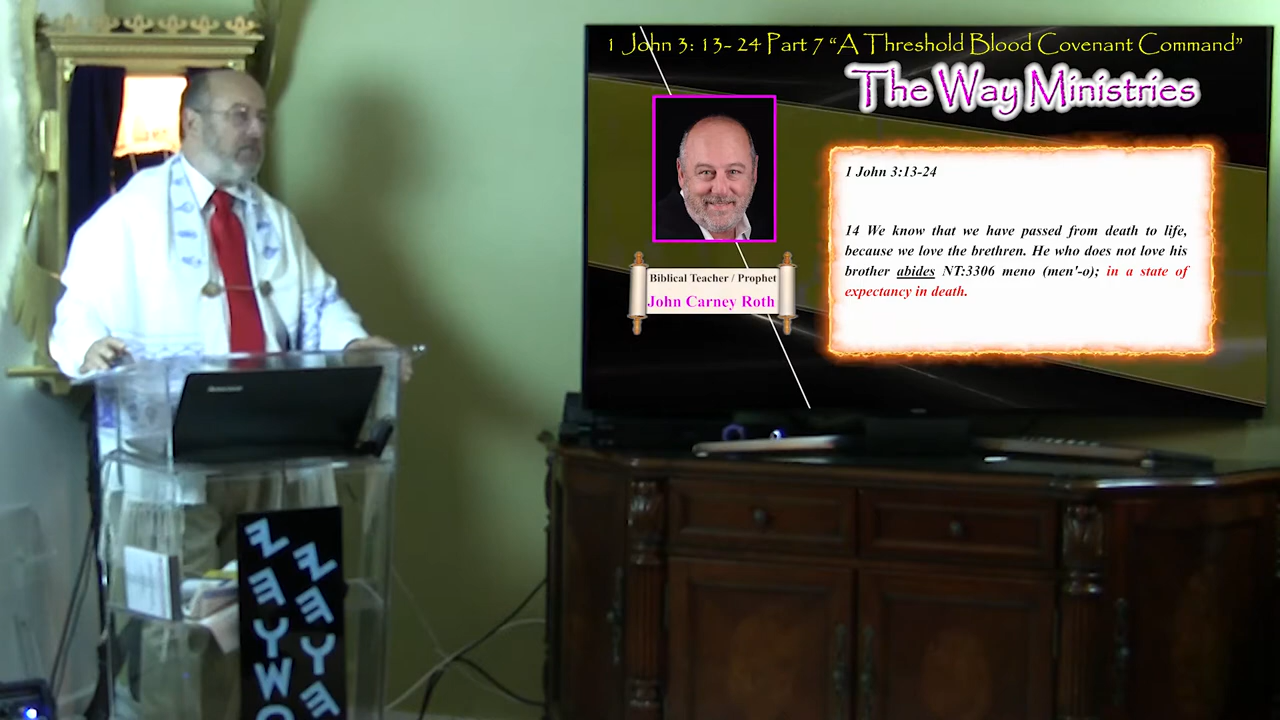 1 John 3: 13- 24 Part 7 “A Threshold Blood Covenant Command”
The Way Ministries
1 John 3:13-24
14 We know that we have passed from death to life,
because we love the brethren. He who does not love his
brother abides NT:3306 meno (men'-o); in a state of
expectancy in death.
Biblical Teacher / Prophet
John Carney Roth
lenovo
𐤉𐤄𐤅𐤄
𐤉𐤄𐤅𐤔𐤏